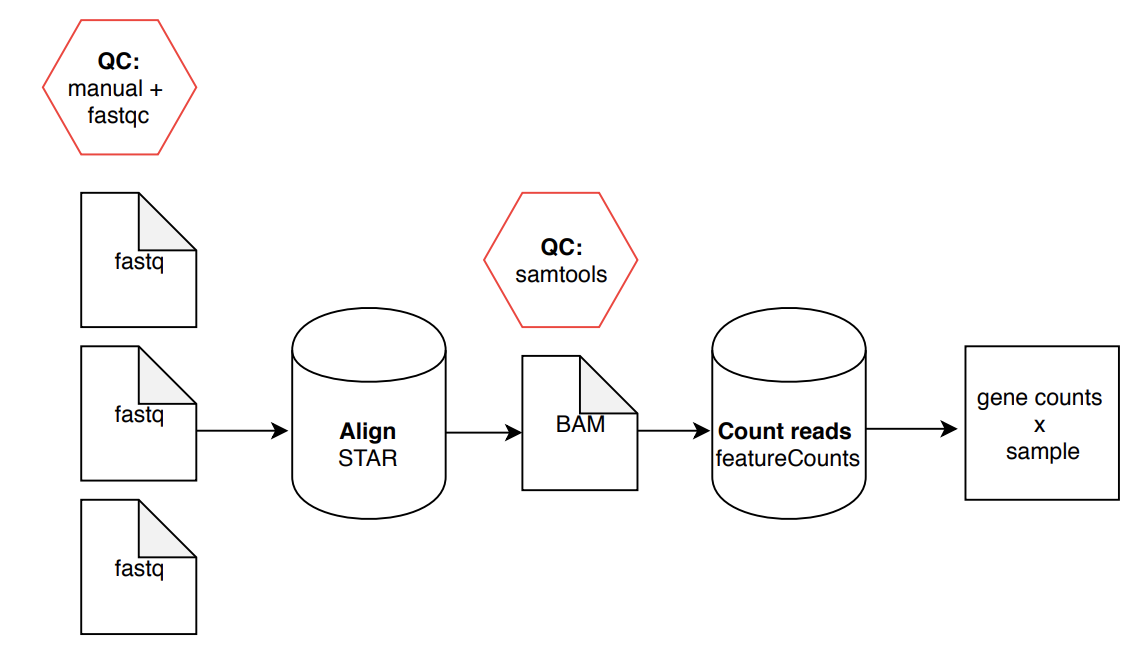 QC:
manual +
fastqc
fastq
fastq
fastq
Align
STAR
QC:
samtools
BAM
Count reads
featureCounts
gene counts
x
sample